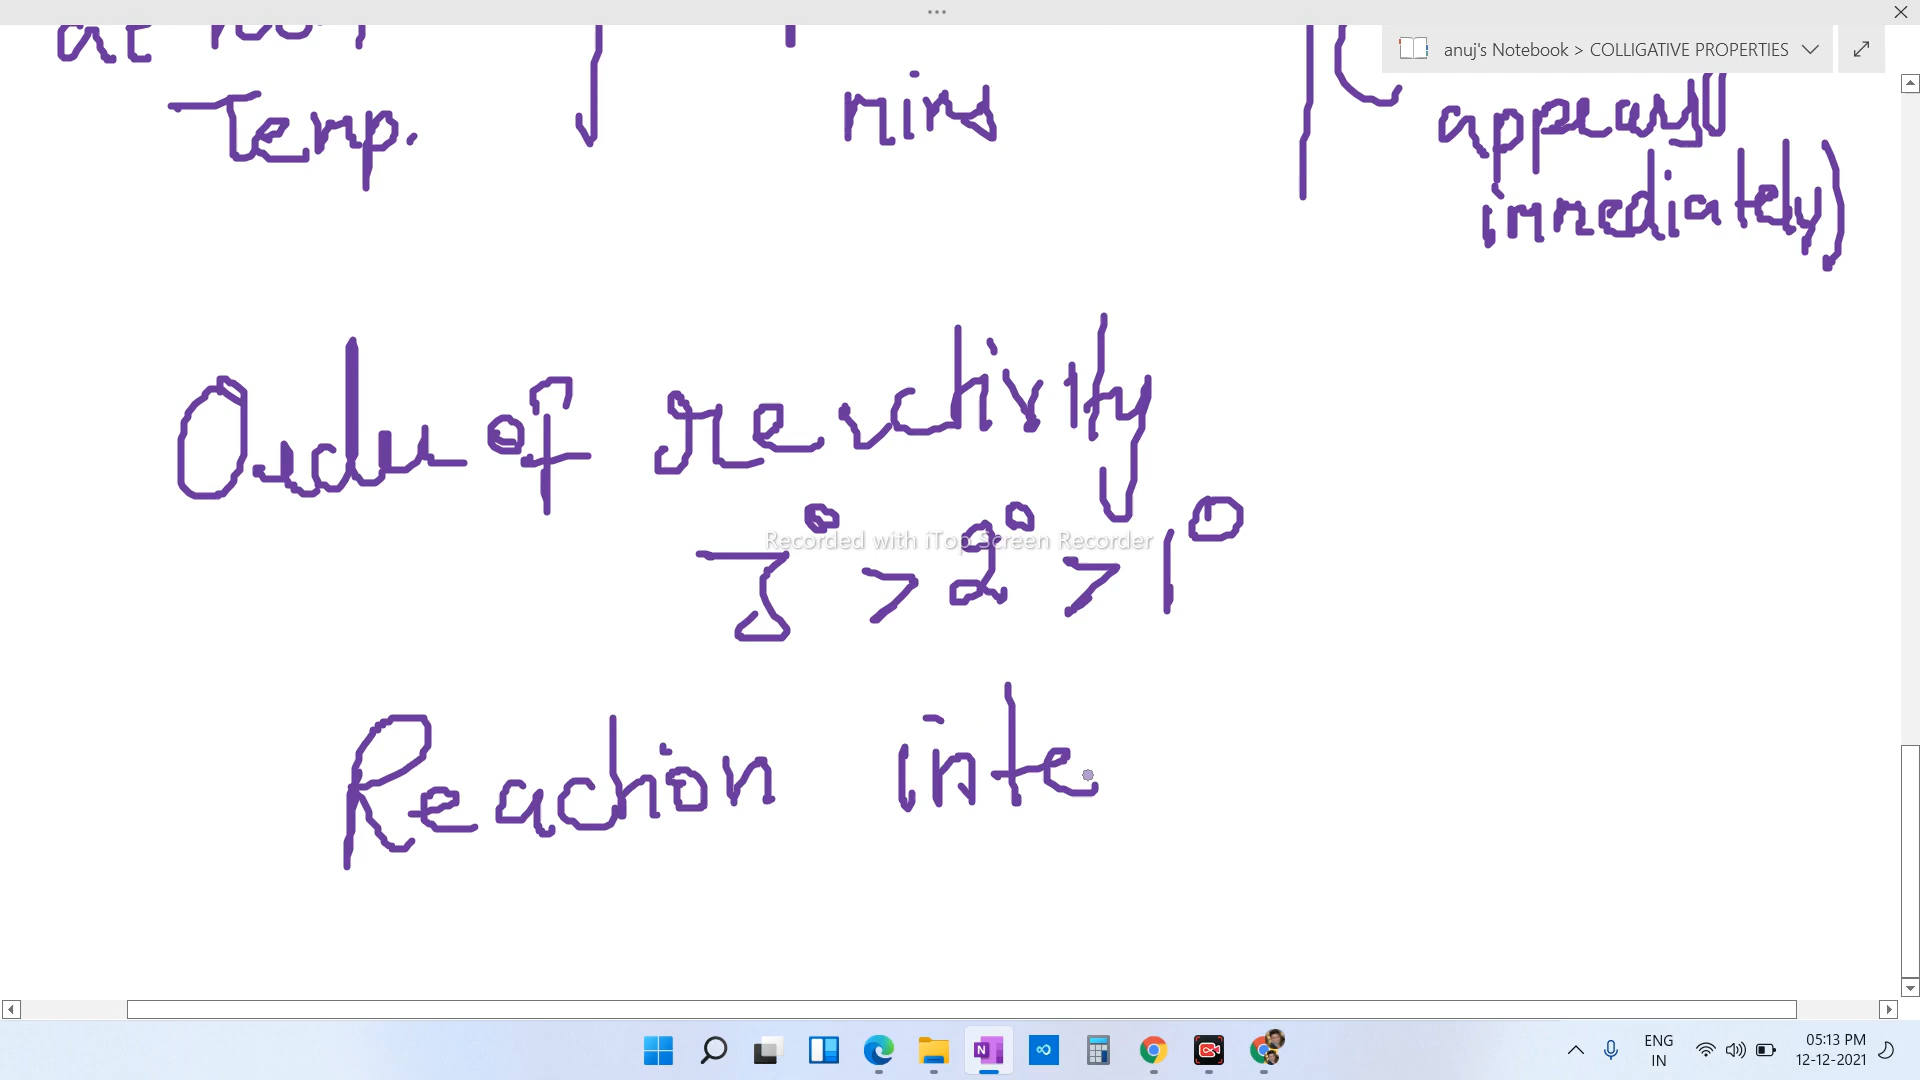 anuj's Notebook > COLLIGATIVE PROPERTIES
at
Temp.
mins
appears
immediately)
Order of reactivity
3° > 2° > 1°
Recorded with iTop Screen Recorder
Reaction inte
ENG
IN
05:13 PM
12-12-2021